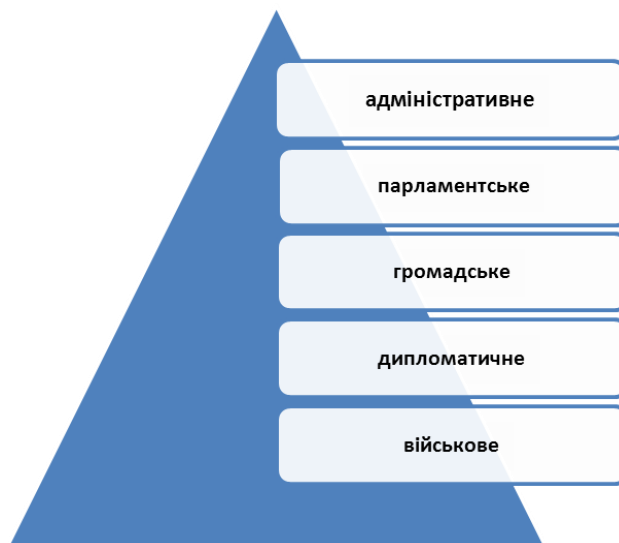 адміністративне
парламентське
громадське
дипломатичне
військове